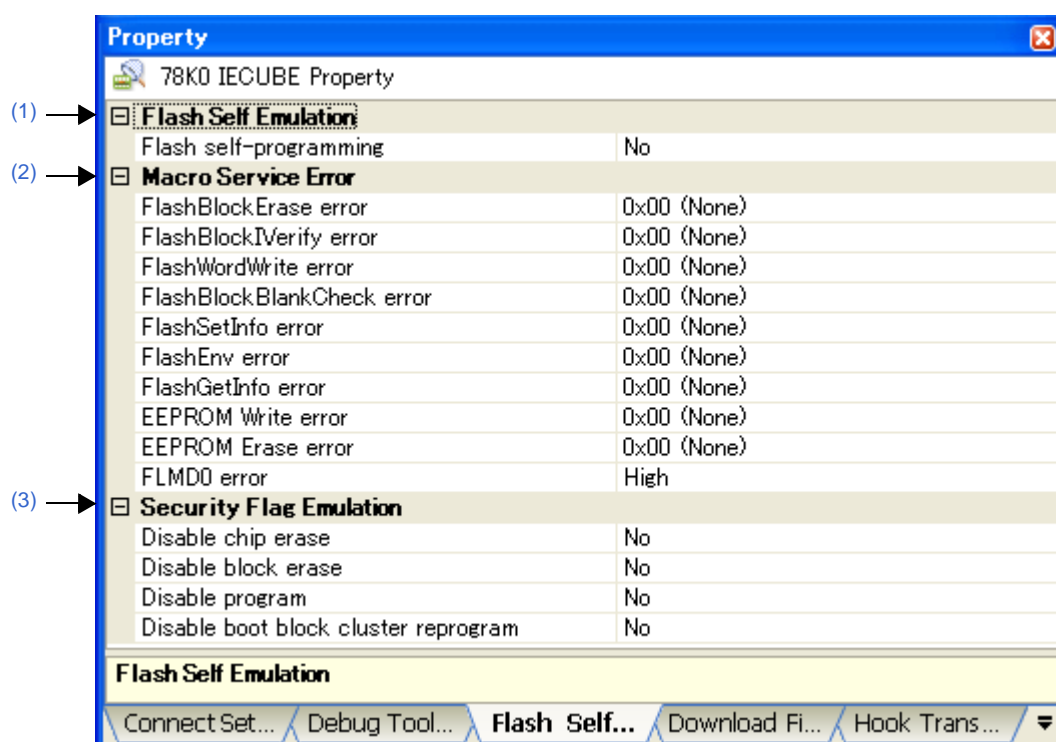 Property
78K0 IECUBE Property
(1)
Flash Self Emulation
Flash self-programming No
(2)
Macro Service Error
FlashBlockErase error 0x00 (None)
FlashBlockIVerify error 0x00 (None)
FlashWordWrite error 0x00 (None)
FlashBlockBlankCheck error 0x00 (None)
FlashSetInfo error 0x00 (None)
FlashEnv error 0x00 (None)
FlashGetInfo error 0x00 (None)
EEPROM Write error 0x00 (None)
EEPROM Erase error 0x00 (None)
FLMD0 error High
(3)
Security Flag Emulation
Disable chip erase No
Disable block erase No
Disable program No
Disable boot block cluster reprogram No
Flash Self Emulation
Connect Set... Debug Tool... Flash Self... Download Fi... Hook Trans...